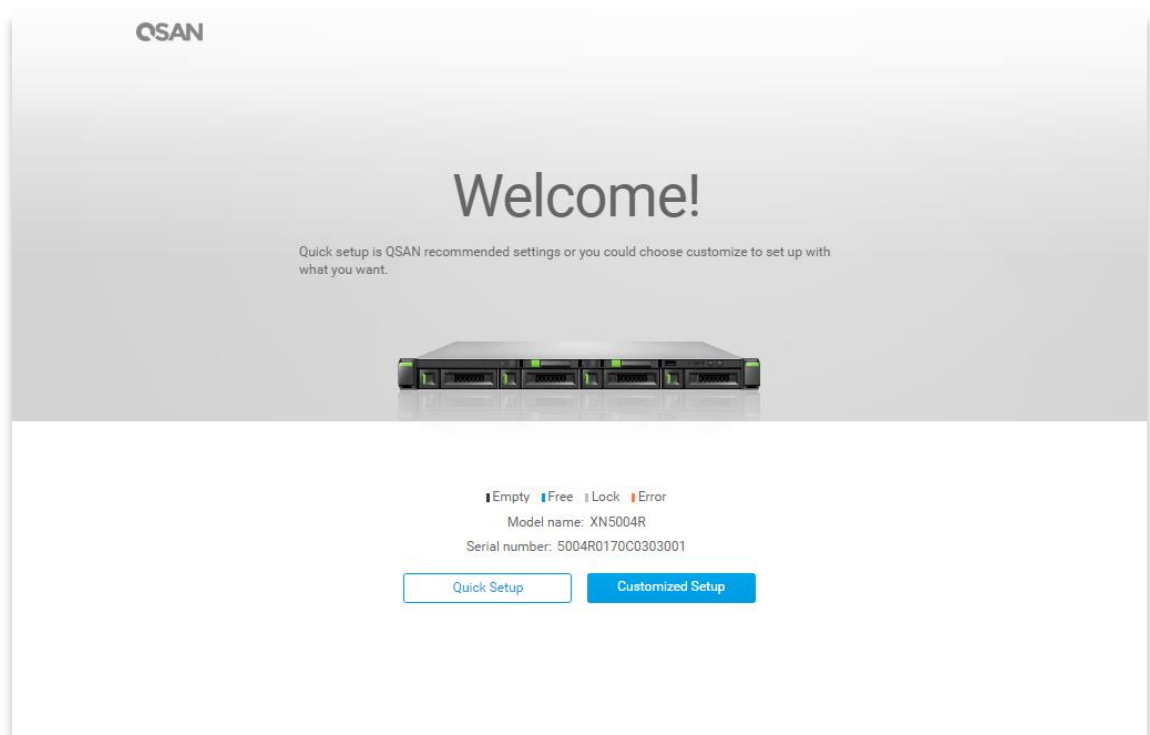 QSAN
Welcome!
Quick setup is QSAN recommended settings or you could choose customize to set up with
what you want.
Empty Free Lock Error
Model name: XN5004R
Serial number: 5004R0170C0303001
Quick Setup Customized Setup